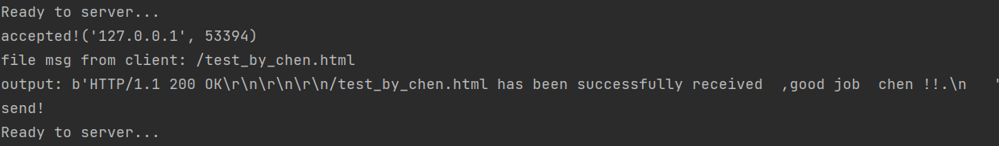 Ready to server...
accepted!('127.0.0.1', 53394)
file msg from client: /test_by_chen.html
output: b'HTTP/1.1 200 OK\r\n\r\n\r\n/test_by_chen.html has been successfully received  ,good job  chen !!.\n   '
send!
Ready to server...